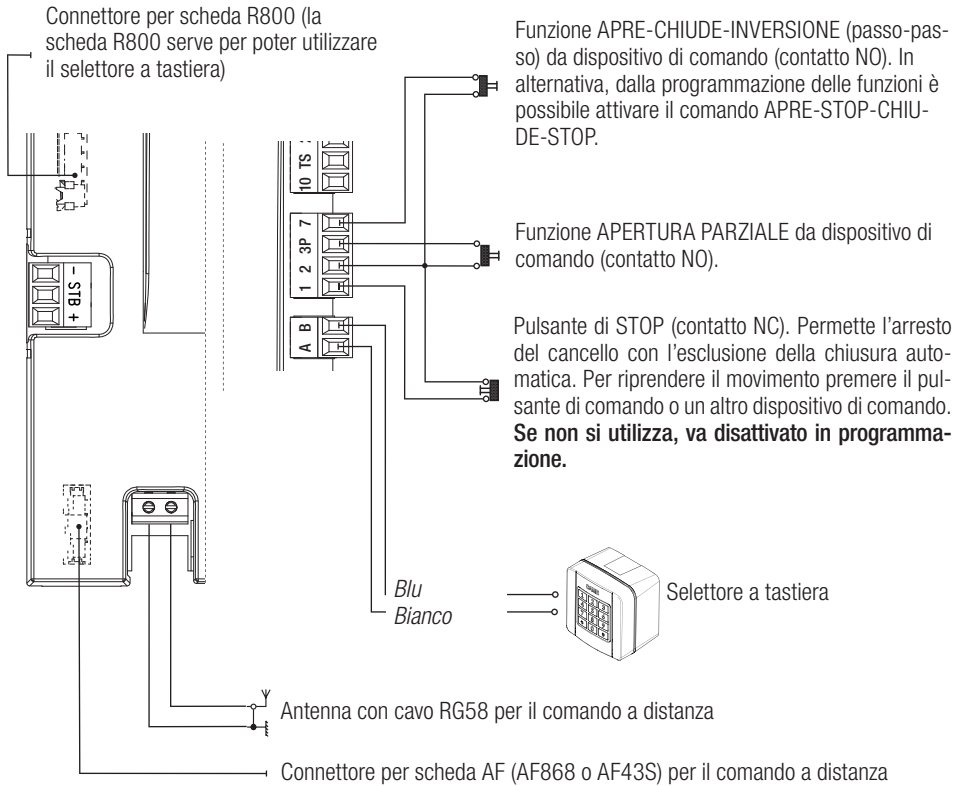 Connettore per scheda R800 (la
scheda R800 serve per poter utilizzare
il selettore a tastiera)
Funzione APRE-CHIUDE-INVERSIONE (passo-pas-
so) da dispositivo di comando (contatto NO). In
alternativa, dalla programmazione delle funzioni è
possibile attivare il comando APRE-STOP-CHIU-
DE-STOP.
10 TS
1 2 3P 7
Funzione APERTURA PARZIALE da dispositivo di
comando (contatto NO).
- STB +
A B
Pulsante di STOP (contatto NC). Permette l'arresto
del cancello con l'esclusione della chiusura auto-
matica. Per riprendere il movimento premere il pul-
sante di comando o un altro dispositivo di comando.
Se non si utilizza, va disattivato in programma-
zione.
Blu
Bianco
Selettore a tastiera
Antenna con cavo RG58 per il comando a distanza
Connettore per scheda AF (AF868 o AF43S) per il comando a distanza